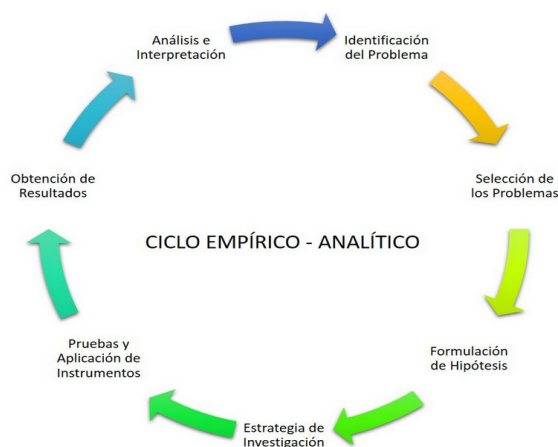 Análisis e
Interpretación
Identificación
del Problema
Selección de
los Problemas
Formulación
de Hipótesis
Estrategia de
Investigación
Pruebas y
Aplicación de
Instrumentos
Obtención de
Resultados
CICLO EMPÍRICO - ANALÍTICO